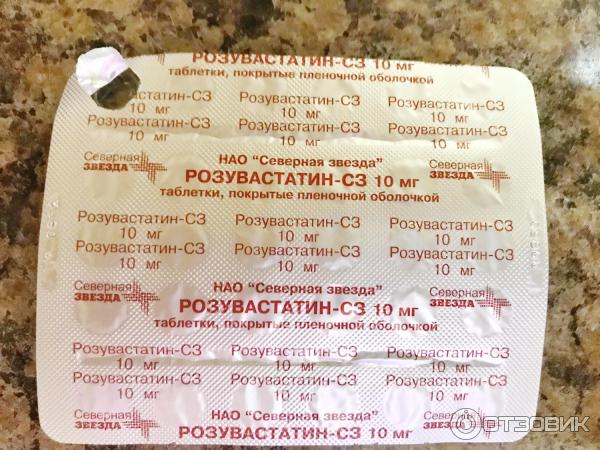 РОЗУВАСТАТИН-СЗ 10 мг
таблетки, покрытые пленочной оболочкой
вастатин-СЗ Розувастатин-СЗ Розувастатин-СЗ
10 мг 10 мг 10 мг
Розувастатин-СЗ Розувастатин-СЗ Розувастатин-СЗ
10 мг 10 мг 10 мг
Северная ЗВЕЗДА НАО "Северная звезда" Северная ЗВЕЗДА
РОЗУВАСТАТИН-СЗ 10 мг
таблетки, покрытые пленочной оболочкой
Розувастатин-СЗ Розувастатин-СЗ Розувастатин-СЗ
10 мг 10 мг 10 мг
Розувастатин-СЗ Розувастатин-СЗ Розувастатин-СЗ
10 мг 10 мг 10 мг
Северная ЗВЕЗДА НАО "Северная звезда" Северная ЗВЕЗДА
РОЗУВАСТАТИН-СЗ 10 мг
таблетки, покрытые пленочной оболочкой
Розувастатин-СЗ Розувастатин-СЗ Розувастатин-СЗ
10 мг 10 мг 10 мг
Розувастатин-СЗ Розувастатин-СЗ Розувастатин-СЗ
10 мг 10 мг 10 мг
Северная ЗВЕЗДА НАО "Северная звезда" Северная ЗВЕЗДА
РОЗУВАСТАТИН-СЗ 10 мг
ОТЗОВИК